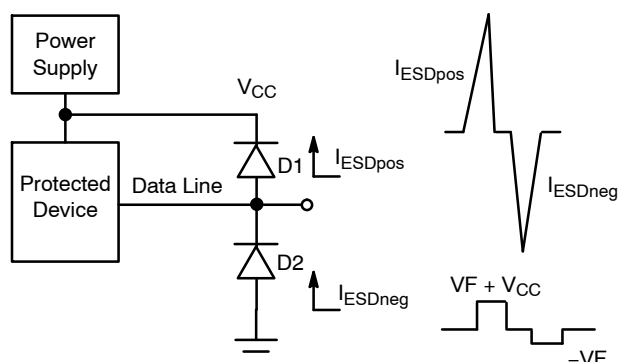 Power
Supply
V_CC
Protected
Device
Data Line
D1
I_ESDpos
D2
I_ESDneg
I_ESDpos
I_ESDneg
VF + V_CC
−VF